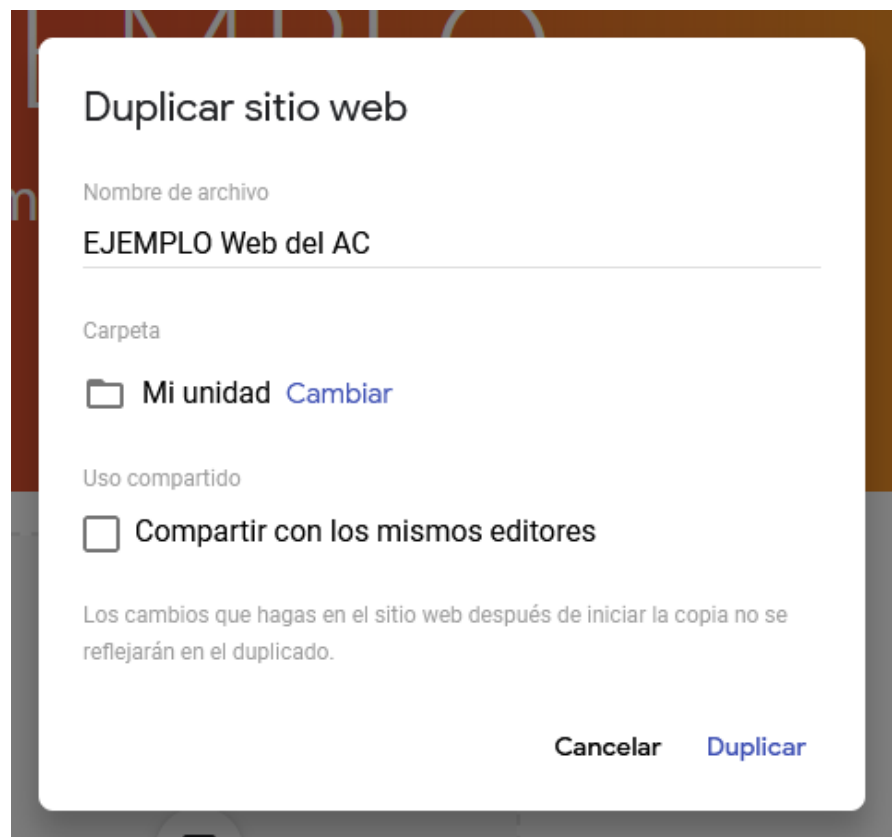 Duplicar sitio web
Nombre de archivo
EJEMPLO Web del AC
Carpeta
Mi unidad Cambiar
Uso compartido
Compartir con los mismos editores
Los cambios que hagas en el sitio web después de iniciar la copia no se
reflejarán en el duplicado.
Cancelar Duplicar